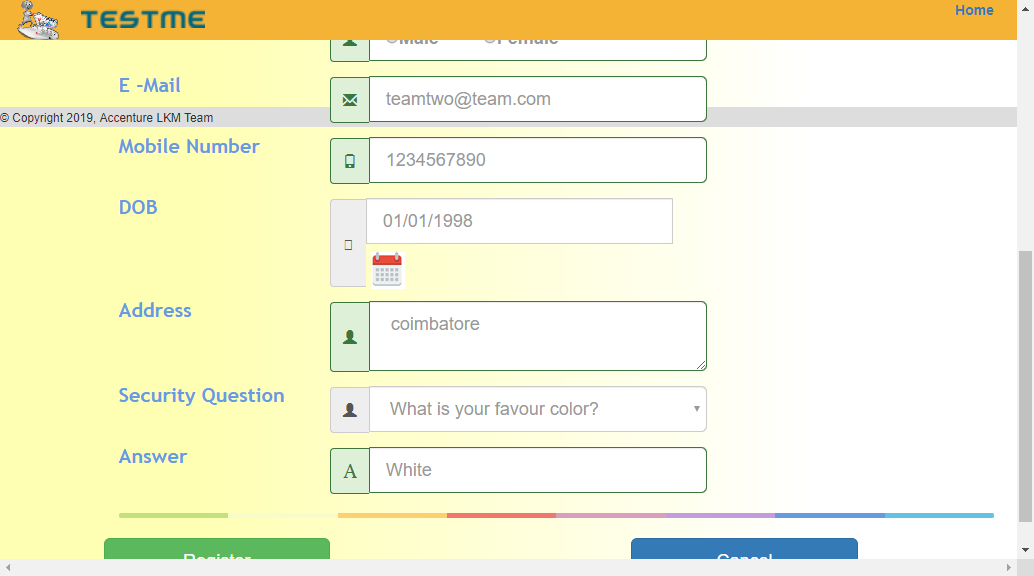 TESTME
Home
Male Female
E -Mail
teamtwo@team.com
© Copyright 2019, Accenture LKM Team
Mobile Number
1234567890
DOB
01/01/1998
Address
coimbatore
Security Question
What is your favour color?
Answer
A
White
Register
Cancel